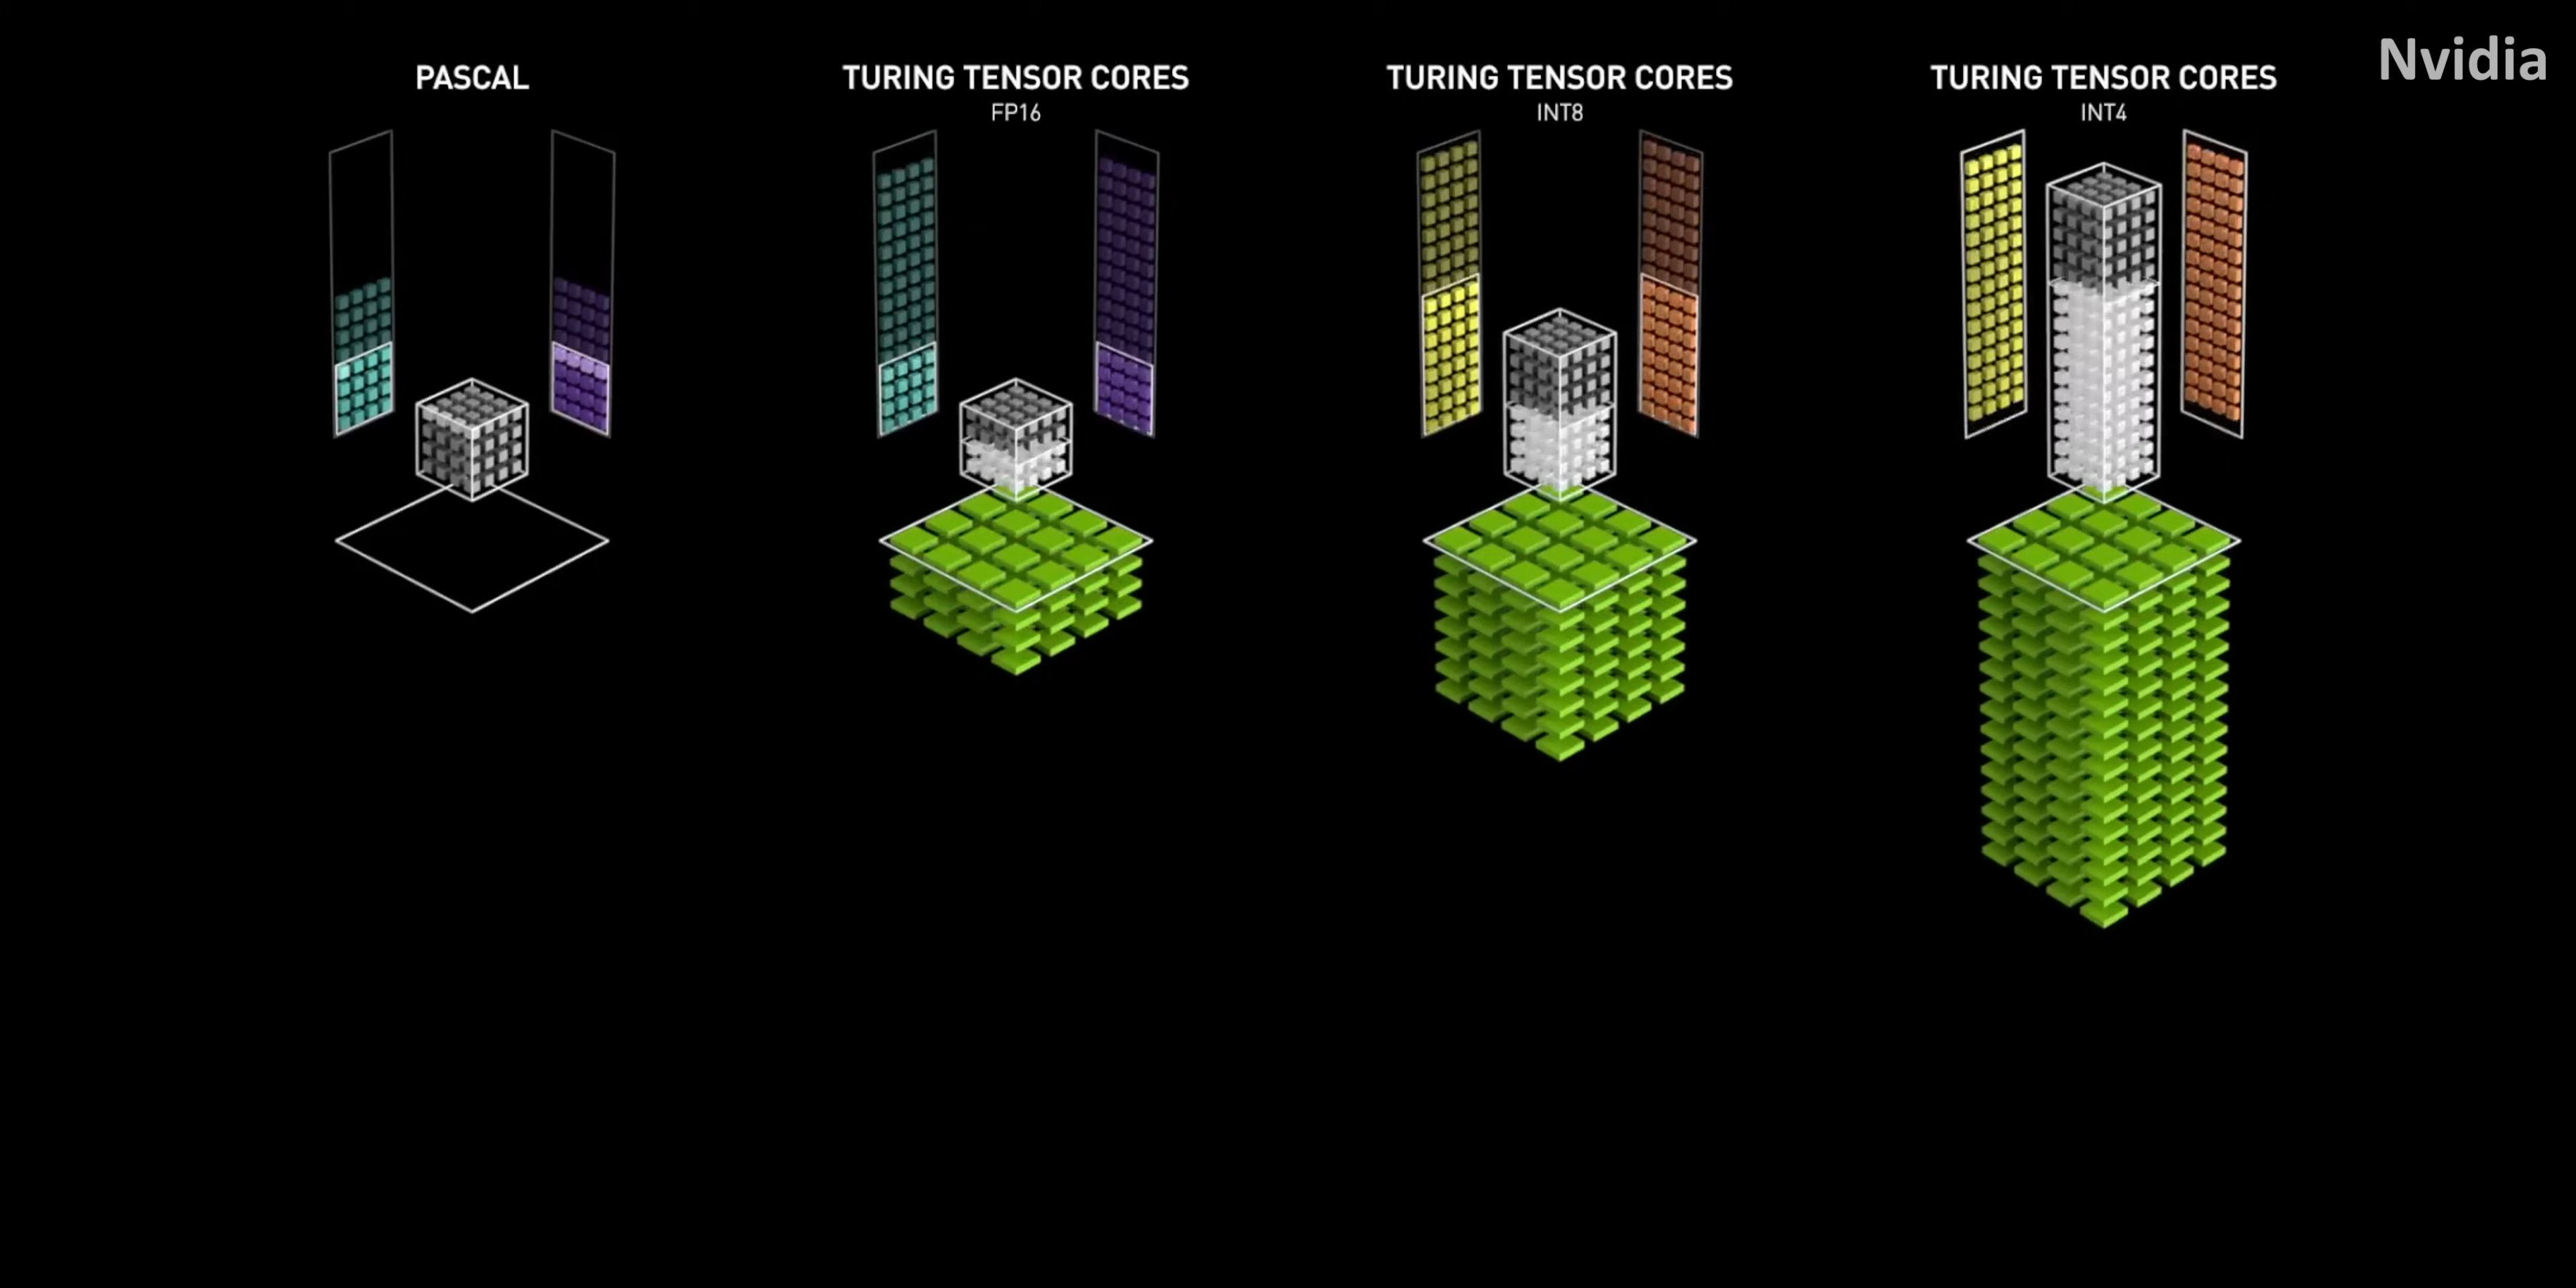 Nvidia
PASCAL
TURING TENSOR CORES
FP16
TURING TENSOR CORES
INT8
TURING TENSOR CORES
INT4